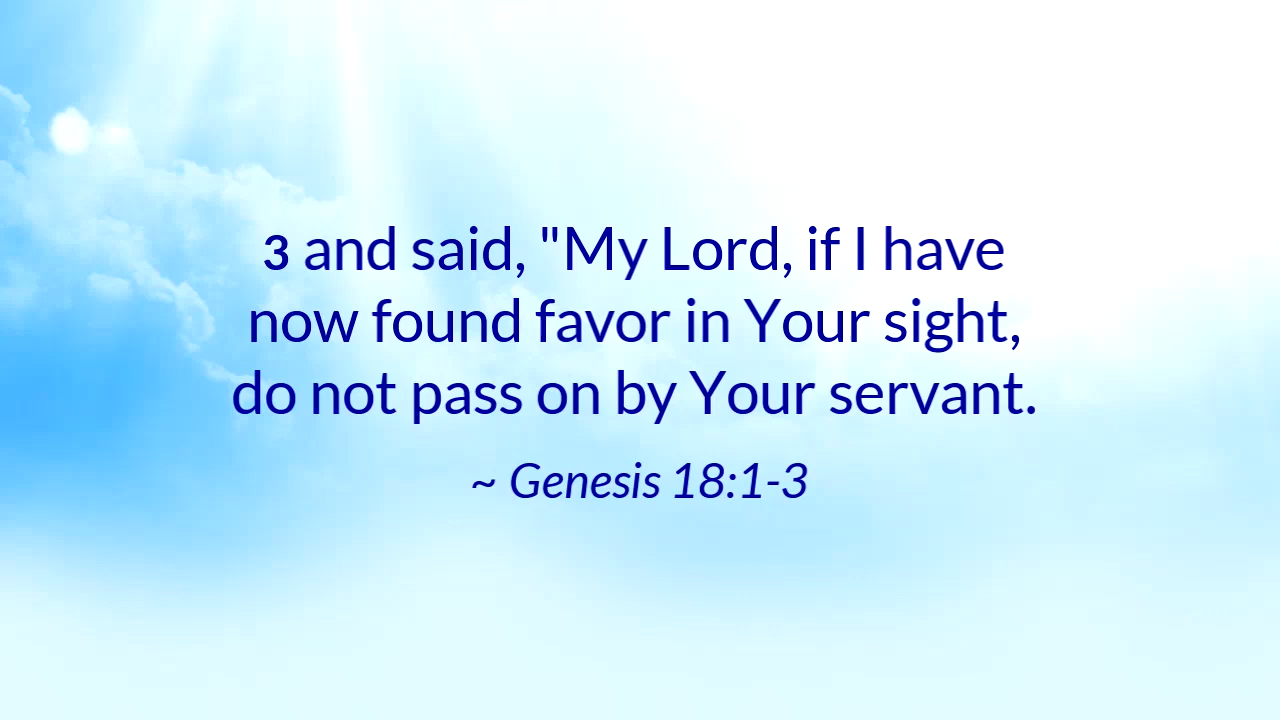 3 and said, "My Lord, if I have
now found favor in Your sight,
do not pass on by Your servant.
~ Genesis 18:1-3